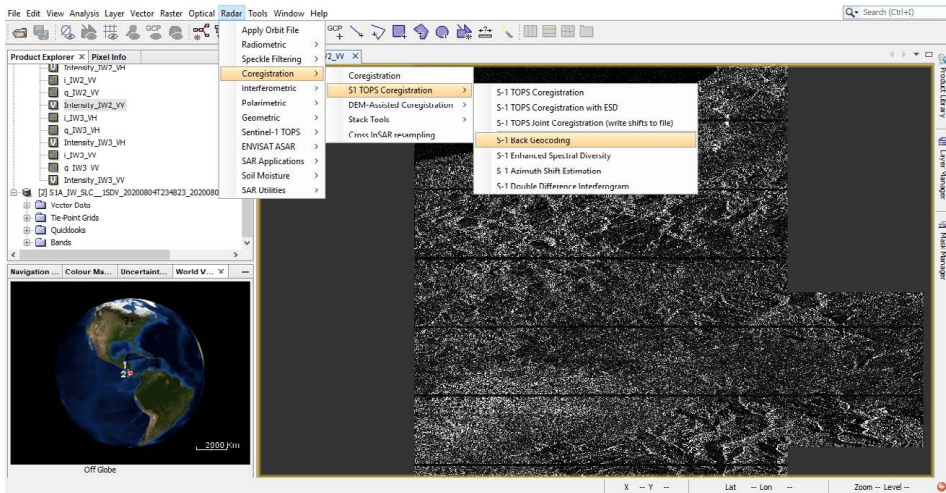 File Edit View Analysis Layer Vector Raster Optical Radar Tools Window Help
Search (Ctrl+I)
GCP
GCP
Product Explorer × Pixel Info
2_VV ×
Intensity_IW2_VH
i_IW2_VV
q_IW2_VV
Intensity_IW2_VV
i_IW3_VH
q_IW3_VH
Intensity_IW3_VH
i_IW3_VV
q_IW3_VV
Intensity_IW3_VV
[2] S1A_IW_SLC__1SDV_20200804T234823_2020080
Vector Data
Tie-Point Grids
Quicklooks
Bands
Apply Orbit File
Radiometric >
Speckle Filtering >
Coregistration >
Interferometric >
Polarimetric >
Geometric >
Sentinel-1 TOPS >
ENVISAT ASAR >
SAR Applications >
Soil Moisture >
SAR Utilities >
Coregistration
S1 TOPS Coregistration >
DEM-Assisted Coregistration >
Stack Tools >
Cross InSAR resampling
S-1 TOPS Coregistration
S-1 TOPS Coregistration with ESD
S-1 TOPS Joint Coregistration (write shifts to file)
S-1 Back Geocoding
S-1 Enhanced Spectral Diversity
S-1 Azimuth Shift Estimation
S-1 Double Difference Interferogram
Product Library
Layer Manager
Mask Manager
Navigation ... Colour Ma... Uncertaint... World V... ×
1
2
2000 Km
Off Globe
X -- Y -- Lat -- Lon -- Zoom -- Level --